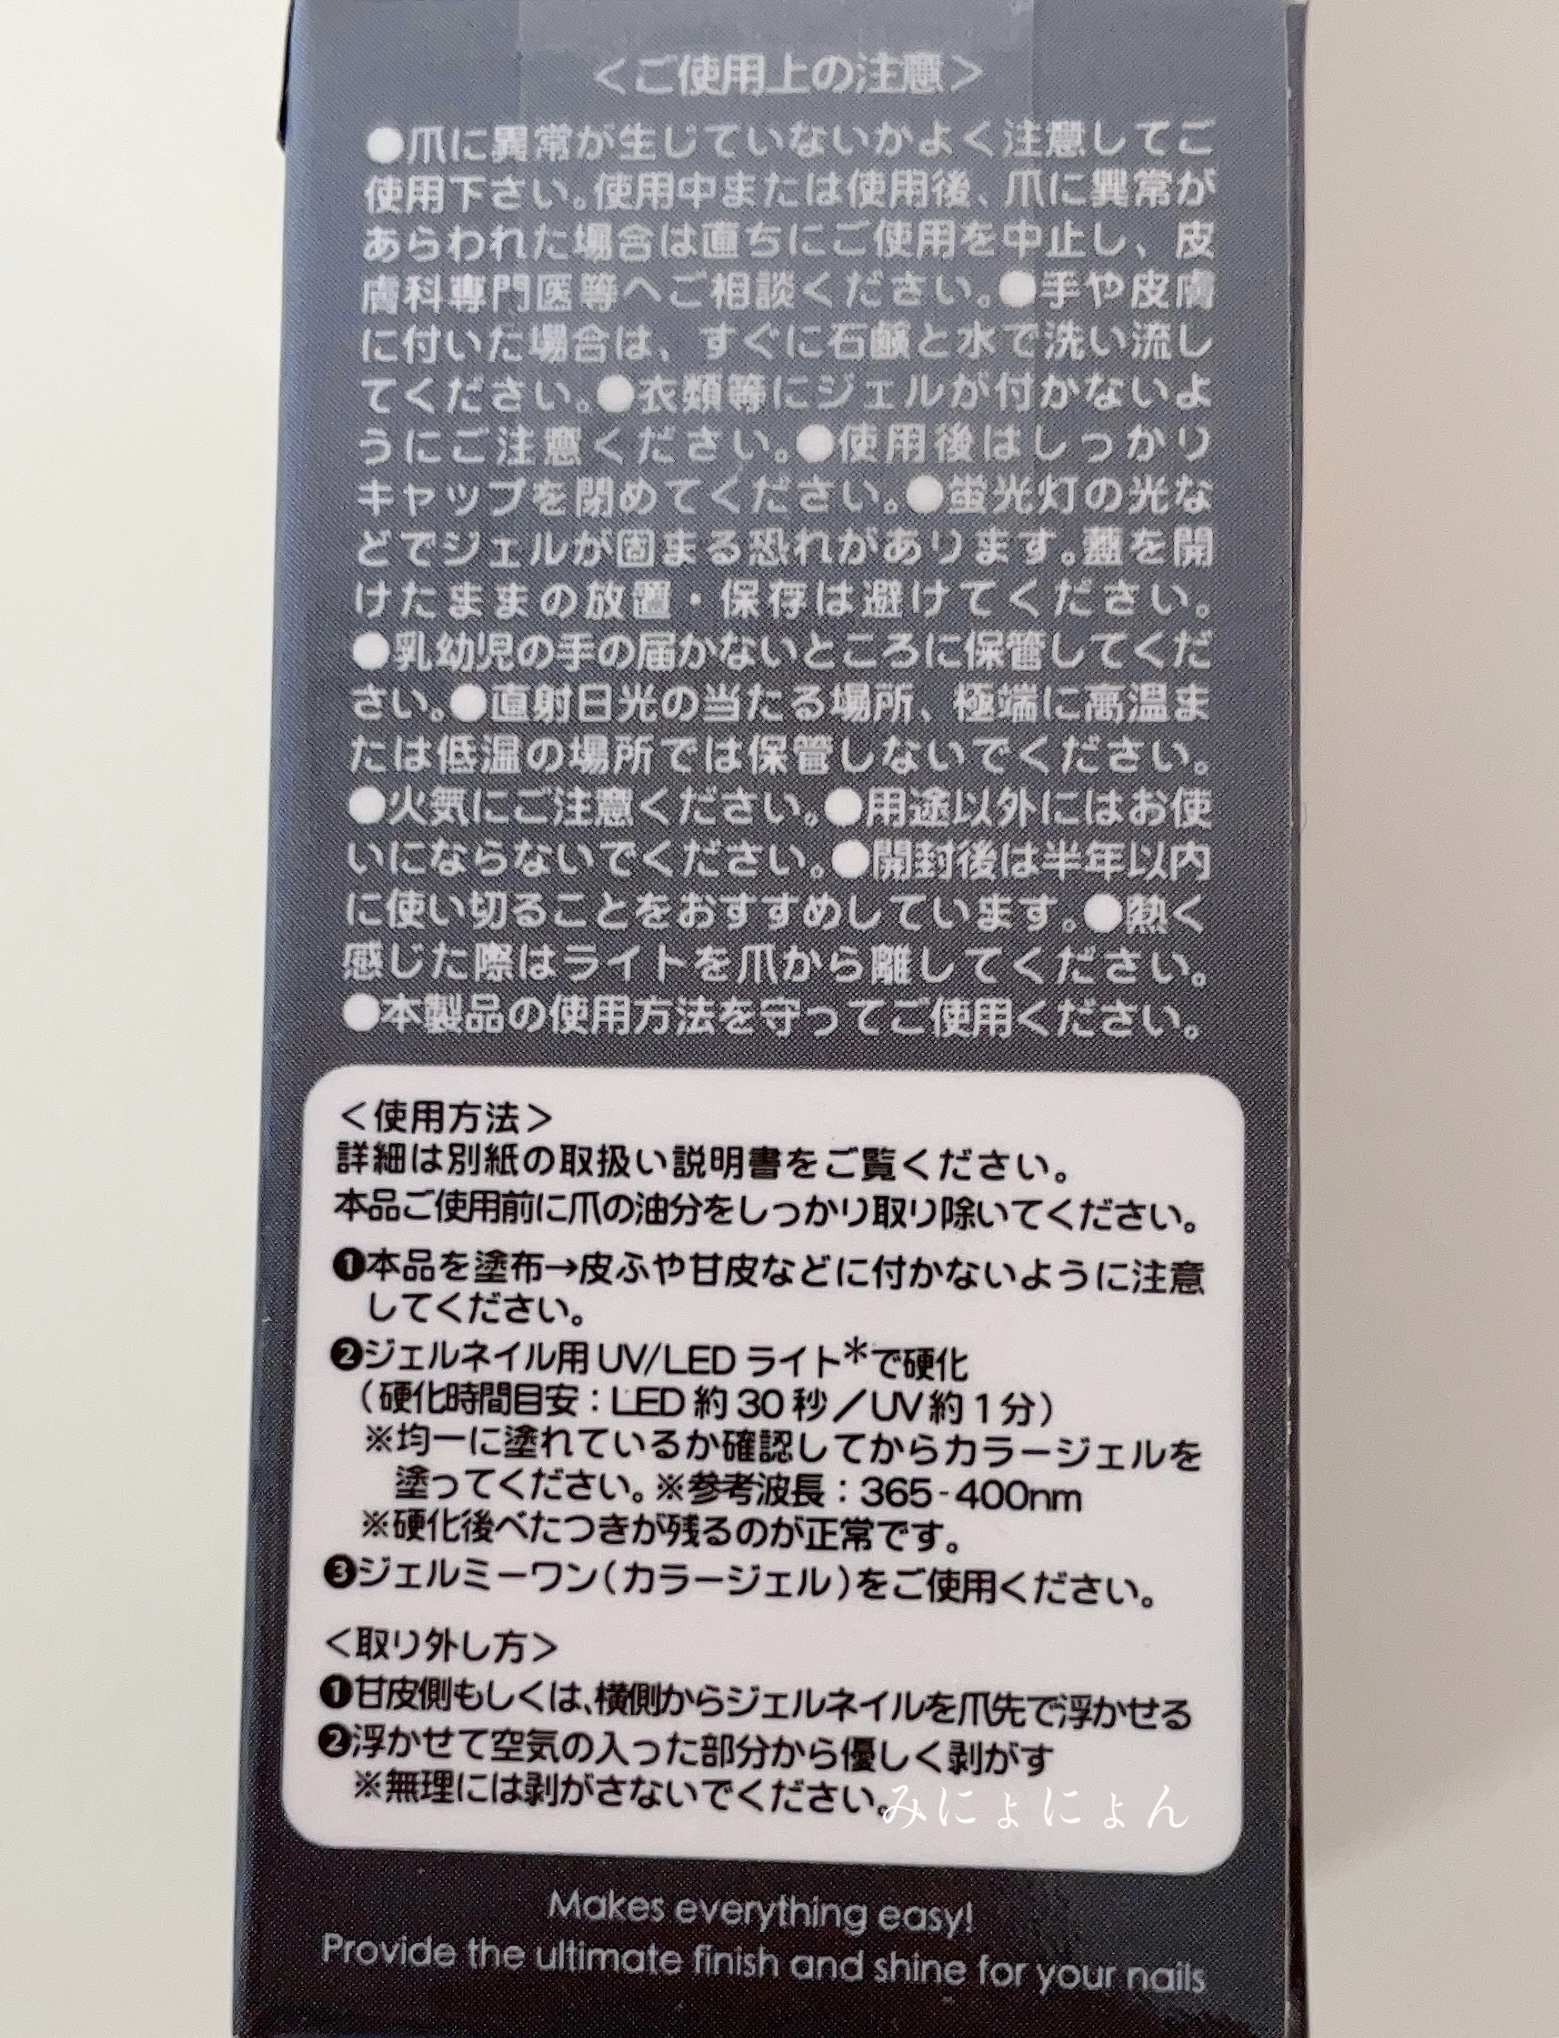 ＜ご使用上の注意＞
●爪に異常が生じていないかよく注意してご
使用下さい。使用中または使用後、爪に異常が
あらわれた場合は直ちにご使用を中止し、皮
膚科専門医等へご相談ください。●手や皮膚
に付いた場合は、すぐに石鹸と水で洗い流し
てください。●衣類等にジェルが付かないよ
うにご注意ください。●使用後はしっかり
キャップを閉めてください。●蛍光灯の光な
どでジェルが固まる恐れがあります。蓋を開
けたままの放置・保存は避けてください。
●乳幼児の手の届かないところに保管してくだ
さい。●直射日光の当たる場所、極端に高温ま
たは低温の場所では保管しないでください。
●火気にご注意ください。●用途以外にはお使
いにならないでください。●開封後は半年以内
に使い切ることをおすすめしています。●熱く
感じた際はライトを爪から離してください。
●本製品の使用方法を守ってご使用ください。
＜使用方法＞
詳細は別紙の取扱い説明書をご覧ください。
本品ご使用前に爪の油分をしっかり取り除いてください。
❶本品を塗布→皮ふや甘皮などに付かないように注意
してください。
❷ジェルネイル用UV/LEDライト*で硬化
（硬化時間目安：LED約30秒／UV約1分）
※均一に塗れているか確認してからカラージェルを
塗ってください。※参考波長：365-400nm
※硬化後べたつきが残るのが正常です。
❸ジェルミーワン（カラージェル）をご使用ください。
＜取り外し方＞
❶甘皮側もしくは、横側からジェルネイルを爪先で浮かせる
❷浮かせて空気の入った部分から優しく剥がす
※無理には剥がさないでください。
みにょにょん
Makes everything easy!
Provide the ultimate finish and shine for your nails